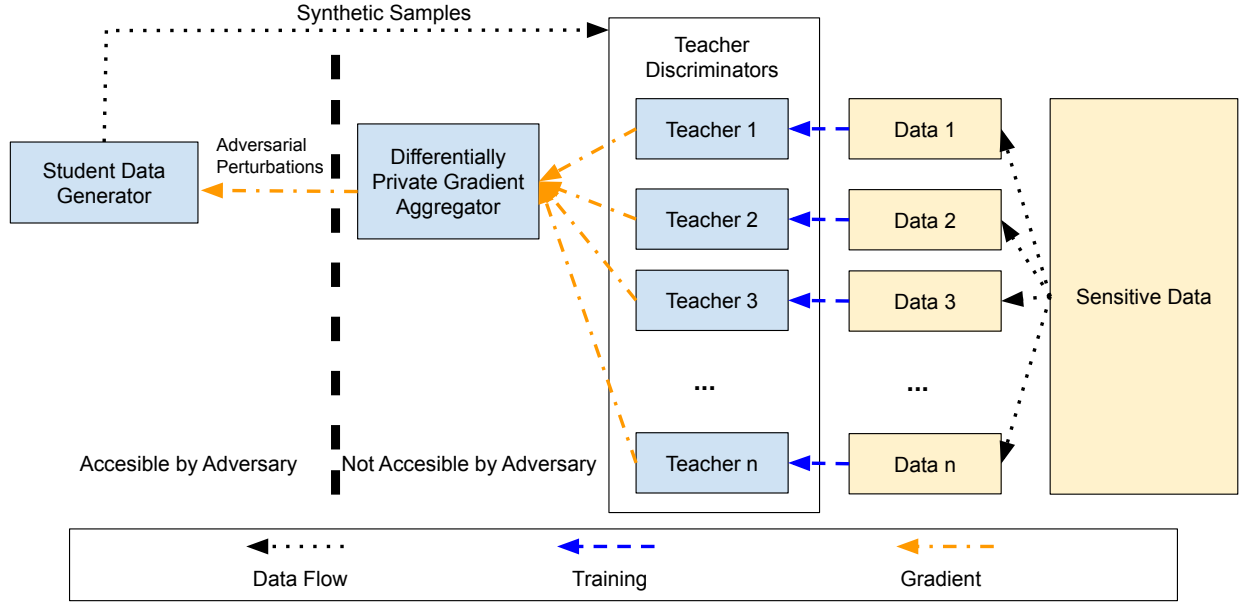 Synthetic Samples
Teacher
Discriminators
Student Data
Generator
Adversarial
Perturbations
Differentially
Private Gradient
Aggregator
Teacher 1
Data 1
Teacher 2
Data 2
Teacher 3
Data 3
...
...
Teacher n
Data n
Sensitive Data
Accesible by Adversary
Not Accesible by Adversary
Data Flow
Training
Gradient